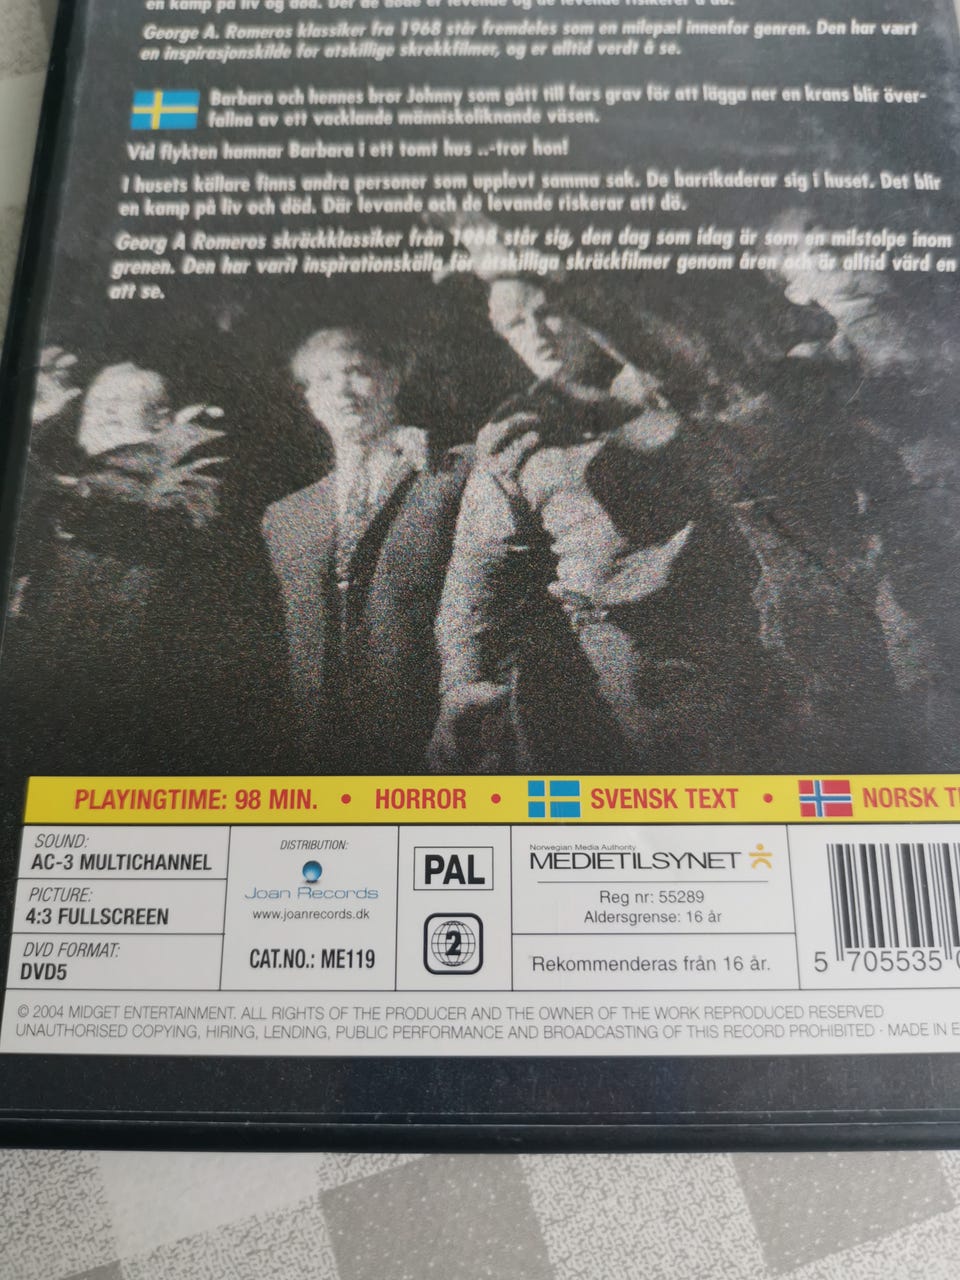 en kamp på liv og død. Der de døde er levende og de levende risikerer å dø.
George A. Romeros klassiker fra 1968 står fremdeles som en milepæl innenfor genren. Den har vært
en inspirasjonskilde for atskillige skrekkfilmer, og er alltid verdt å se.
Barbara och hennes bror Johnny som gått till fars grav för att lägga ner en krans blir över-
fallna av ett vacklande människoliknande väsen.
Vid flykten hamnar Barbara i ett tomt hus ..-tror hon!
I husets källare finns andra personer som upplevt samma sak. De barrikaderar sig i huset. Det blir
en kamp på liv och död. Där levande och de levande riskerar att dö.
Georg A Romeros skräckklassiker från 1968 står sig, den dag som idag är som en milstolpe inom
grenen. Den har varit inspirationskälla för åtskilliga skräckfilmer genom åren och är alltid värd en
att se.
PLAYINGTIME: 98 MIN. • HORROR • SVENSK TEXT • NORSK T
SOUND:
AC-3 MULTICHANNEL
PICTURE:
4:3 FULLSCREEN
DVD FORMAT:
DVD5
DISTRIBUTION:
Joan Records
www.joanrecords.dk
CAT.NO.: ME119
PAL
2
Norwegian Media Authority
MEDIETILSYNET
Reg nr: 55289
Aldersgrense: 16 år
Rekommenderas från 16 år.
5 705535
© 2004 MIDGET ENTERTAINMENT. ALL RIGHTS OF THE PRODUCER AND THE OWNER OF THE WORK REPRODUCED RESERVED
UNAUTHORISED COPYING, HIRING, LENDING, PUBLIC PERFORMANCE AND BROADCASTING OF THIS RECORD PROHIBITED · MADE IN E